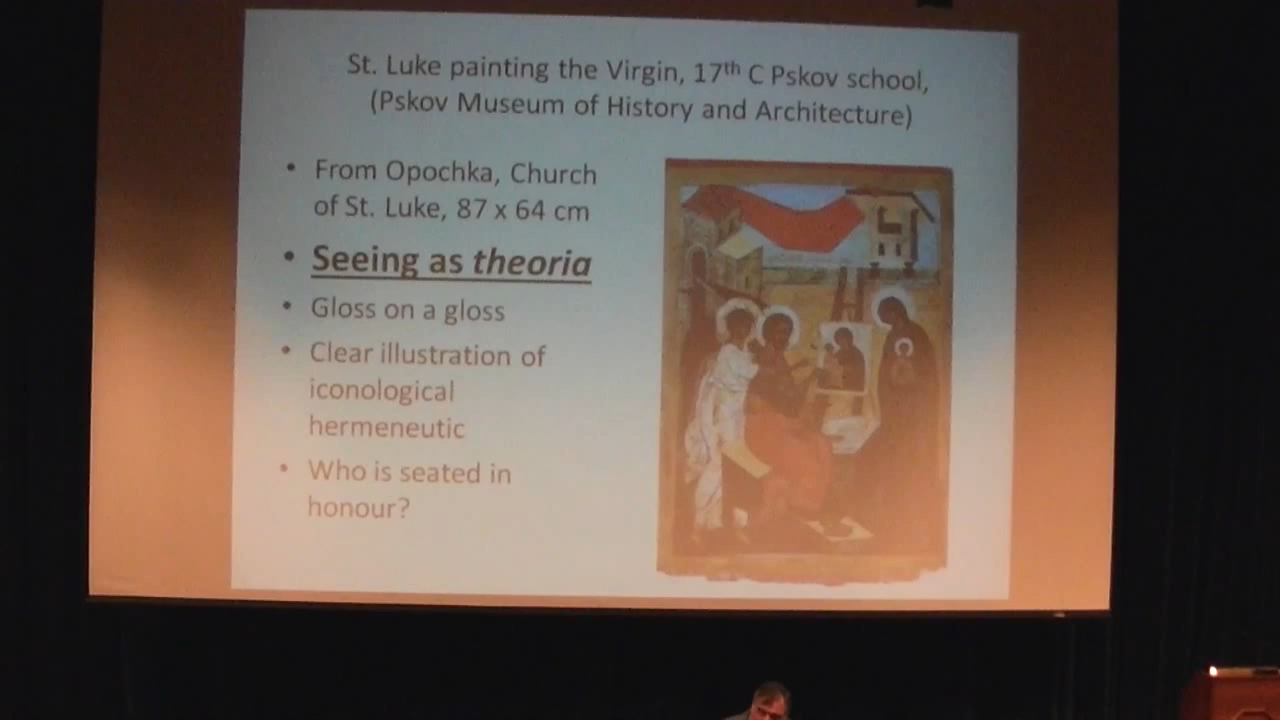 St. Luke painting the Virgin, 17th C Pskov school,
(Pskov Museum of History and Architecture)
• From Opochka, Church
of St. Luke, 87 x 64 cm
• Seeing as theoria
• Gloss on a gloss
• Clear illustration of
iconological
hermeneutic
• Who is seated in
honour?